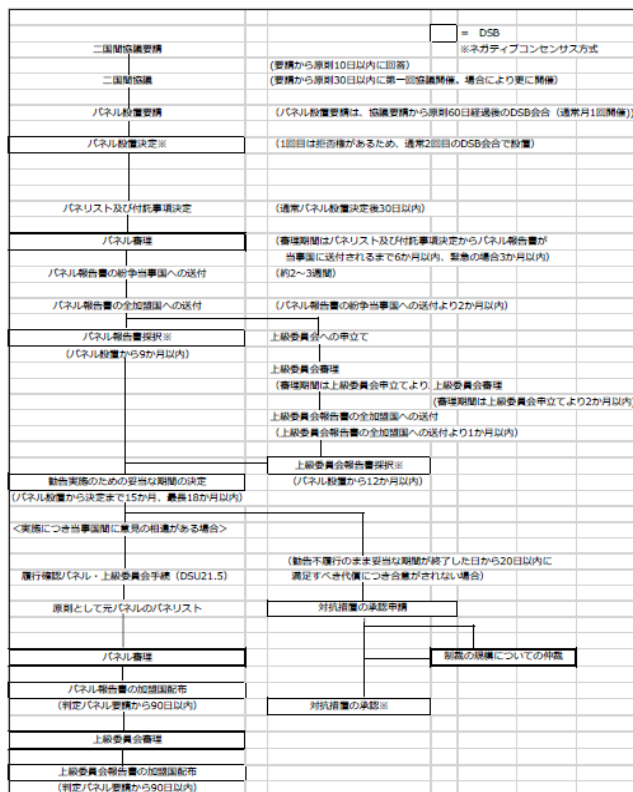 = DSB
二国間協議要請
※ネガティブコンセンサス方式
(要請から原則10日以内に回答)
二国間協議
(要請から原則30日以内に第一回協議開催。場合により更に開催)
パネル設置要請
(パネル設置要請は、協議要請から原則60日経過後のDSB会合(通常月1回開催))
パネル設置決定※
(1回目は拒否権があるため、通常2回目のDSB会合で設置)
パネリスト及び付託事項決定
(通常パネル設置決定後30日以内)
パネル審理
(審理期間はパネリスト及び付託事項決定からパネル報告書が
当事国に送付されるまで6か月以内、緊急の場合3か月以内)
パネル報告書の紛争当事国への送付
(約2~3週間)
パネル報告書の全加盟国への送付
(パネル報告書の紛争当事国への送付より2か月以内)
パネル報告書採択※
上級委員会への申立て
(パネル設置から9か月以内)
上級委員会審理
(審理期間は上級委員会申立てより
上級委員会審理
(審理期間は上級委員会申立てより2か月以内)
上級委員会報告書の全加盟国への送付
(上級委員会報告書の全加盟国への送付より1か月以内)
上級委員会報告書採択※
勧告実施のための妥当な期間の決定
(パネル設置から12か月以内)
(パネル設置から決定まで15か月、最長18か月以内)
<実施につき当事国間に意見の相違がある場合>
(勧告不履行のまま妥当な期間が終了した日から20日以内に
履行確認パネル・上級委員会手続(DSU21.5)
満足すべき代償につき合意がされない場合)
原則として元パネルのパネリスト
対抗措置の承認申請
パネル審理
制裁の規模についての仲裁
パネル報告書の加盟国配布
(判定パネル要請から90日以内)
対抗措置の承認※
上級委員会審理
上級委員会報告書の加盟国配布
(判定パネル要請から90日以内)